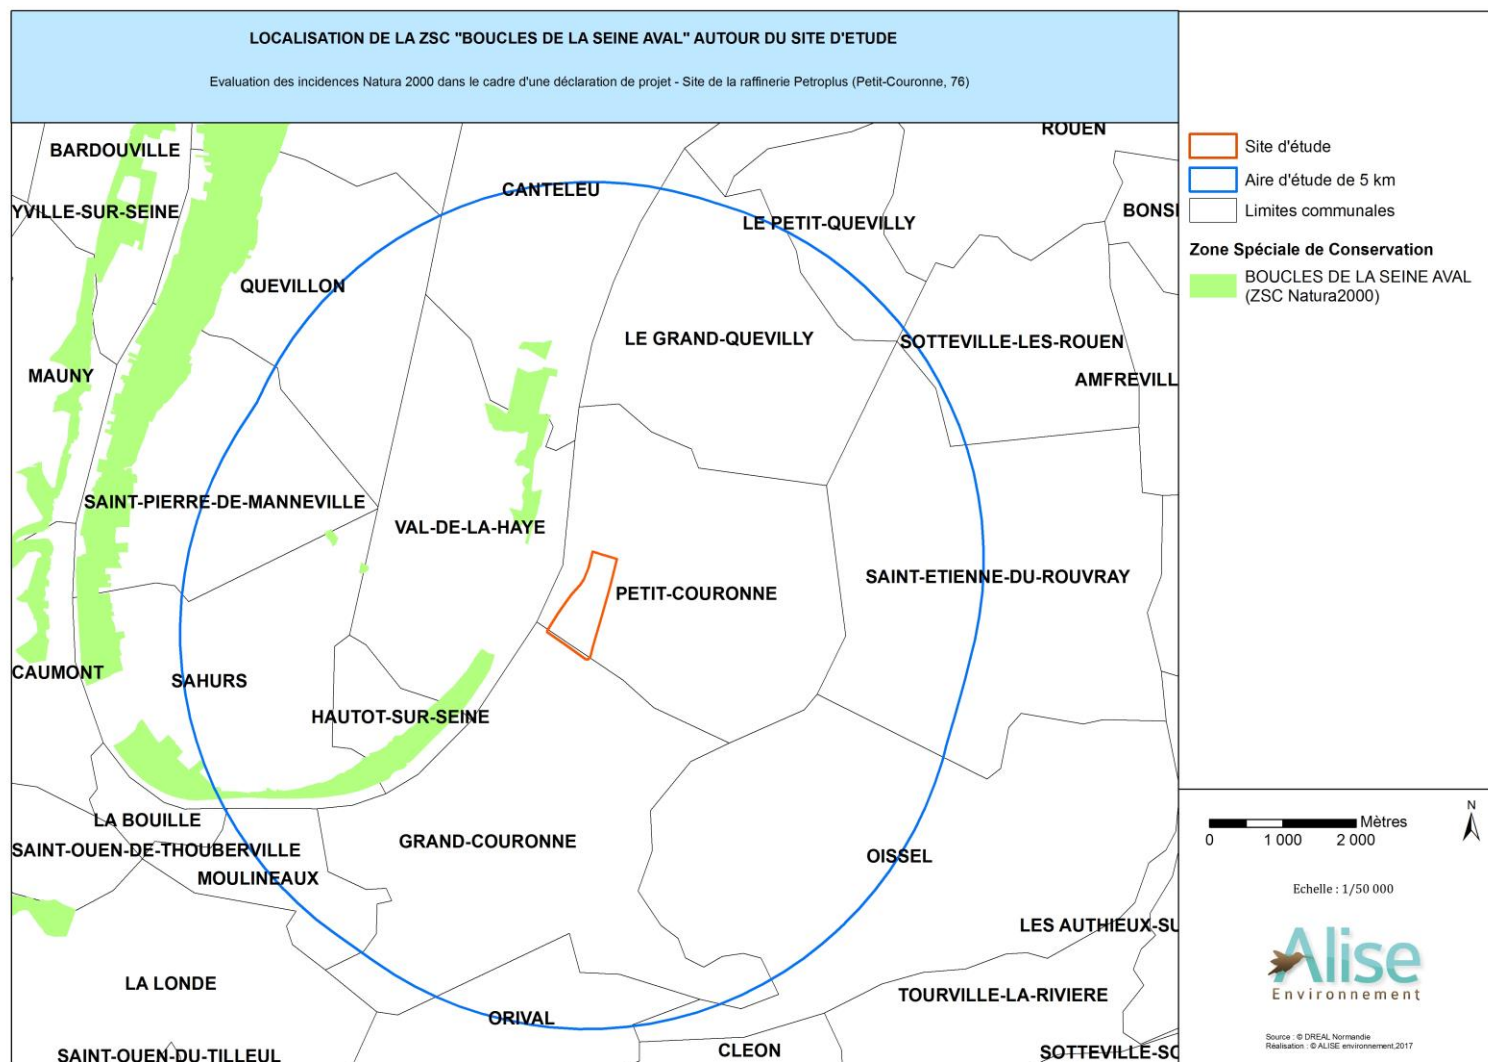 LOCALISATION DE LA ZSC "BOUCLES DE LA SEINE AVAL" AUTOUR DU SITE D'ETUDE
Evaluation des incidences Natura 2000 dans le cadre d'une déclaration de projet - Site de la raffinerie Petroplus (Petit-Couronne, 76)
ROUEN
BARDOUVILLE
CANTELEU
YVILLE-SUR-SEINE
BONS
LE PETIT-QUEVILLY
QUEVILLON
LE GRAND-QUEVILLY
SOTTEVILLE-LES-ROUEN
MAUNY
AMFREVILL
SAINT-PIERRE-DE-MANNEVILLE
VAL-DE-LA-HAYE
SAINT-ETIENNE-DU-ROUVRAY
PETIT-COURONNE
CAUMONT
SAHURS
HAUTOT-SUR-SEINE
LA BOUILLE
GRAND-COURONNE
SAINT-OUEN-DE-THOUBERVILLE
OISSEL
MOULINEAUX
LES AUTHIEUX-SU
LA LONDE
TOURVILLE-LA-RIVIERE
ORIVAL
CLEON
SAINT-OUEN-DU-TILLEUL
SOTTEVILLE-SO
Site d'étude
Aire d'étude de 5 km
Limites communales
Zone Spéciale de Conservation
BOUCLES DE LA SEINE AVAL
(ZSC Natura2000)
N
Mètres
0 1 000 2 000
Echelle : 1/50 000
Alise
Environnement
Source : © DREAL Normandie
Réalisation : © ALISE environnement,2017